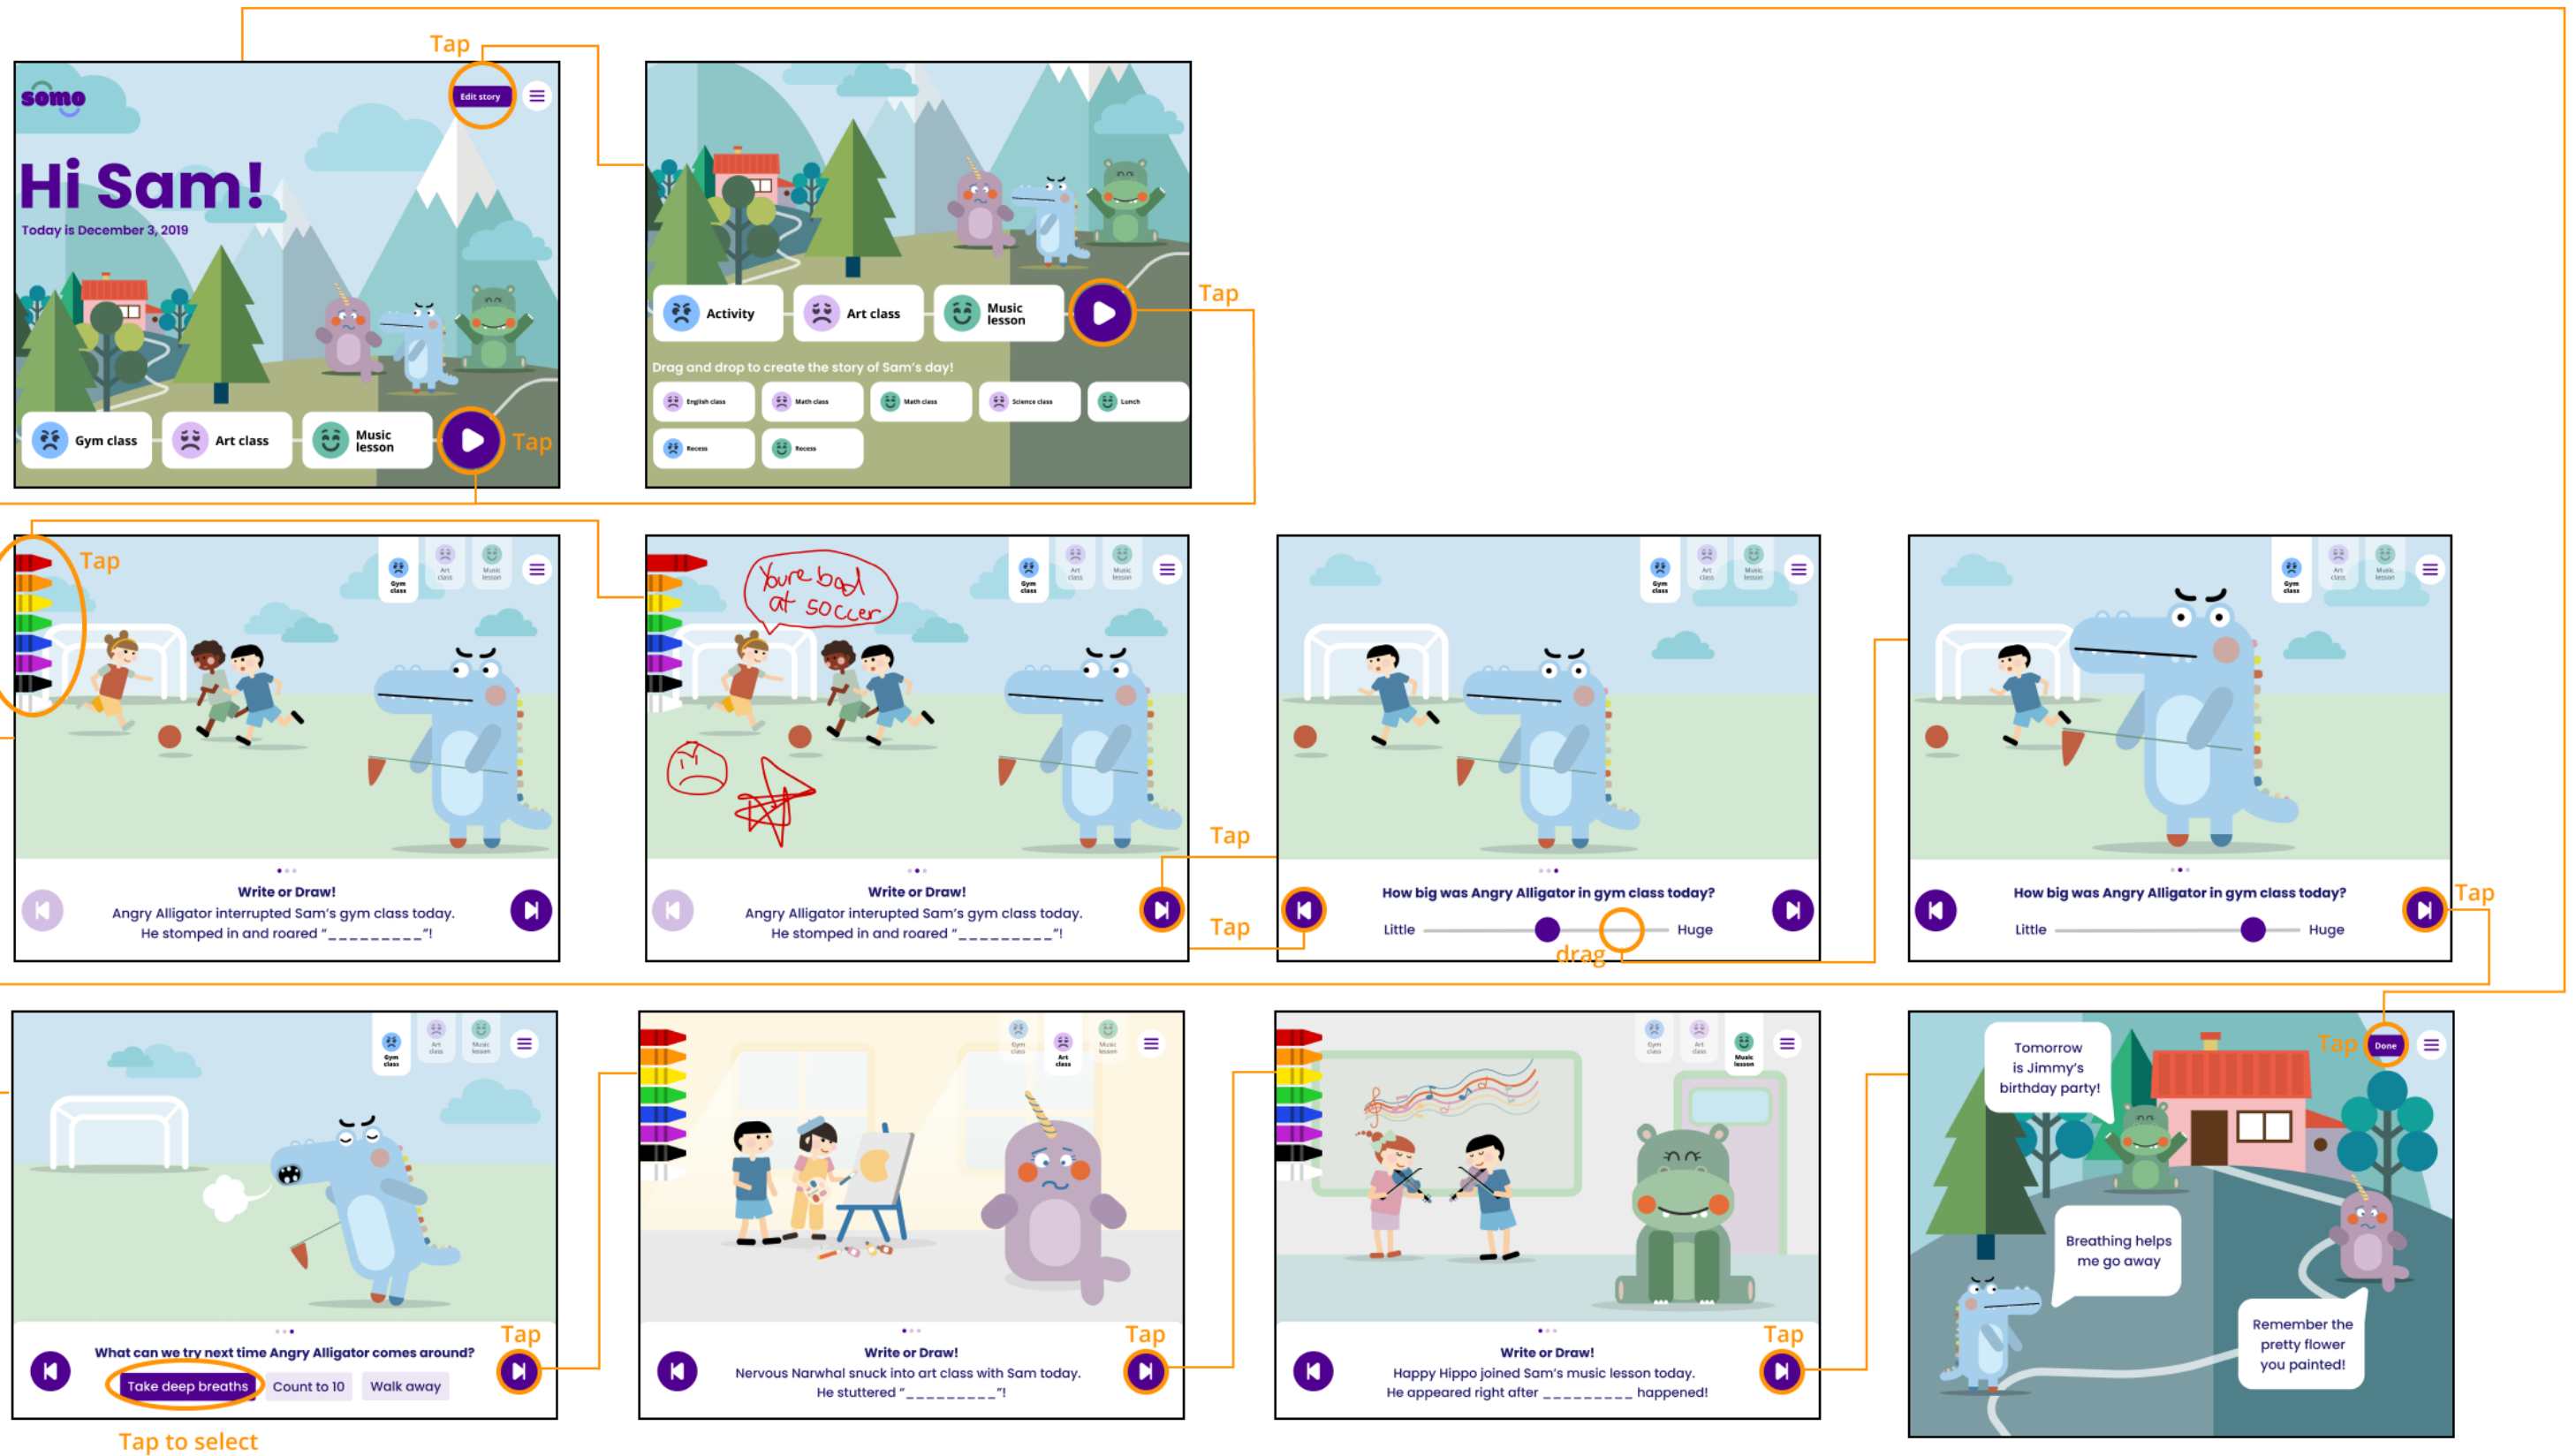 Tap
somo
Edit story
Hi Sam!
Today is December 3, 2019
Gym class
Art class
Music
lesson
Tap
Activity
Art class
Music
lesson
Tap
Drag and drop to create the story of Sam's day!
English class
Math class
Math class
Science class
Lunch
Recess
Recess
Tap
Gym
class
Art
class
Music
lesson
Write or Draw!
Angry Alligator interrupted Sam's gym class today.
He stomped in and roared "_________"!
You're bad
at soccer
Gym
class
Art
class
Music
lesson
Write or Draw!
Angry Alligator interupted Sam's gym class today.
He stomped in and roared "_________"!
Tap
Tap
Gym
class
Art
class
Music
lesson
How big was Angry Alligator in gym class today?
Little
Huge
drag
Gym
class
Art
class
Music
lesson
How big was Angry Alligator in gym class today?
Little
Huge
Tap
Gym
class
Art
class
Music
lesson
What can we try next time Angry Alligator comes around?
Take deep breaths
Count to 10
Walk away
Tap
Tap to select
Gym
class
Art
class
Music
lesson
Write or Draw!
Nervous Narwhal snuck into art class with Sam today.
He stuttered "_________"!
Tap
Gym
class
Art
class
Music
lesson
Write or Draw!
Happy Hippo joined Sam's music lesson today.
He appeared right after _________ happened!
Tap
Tap
Done
Tomorrow
is Jimmy's
birthday party!
Breathing helps
me go away
Remember the
pretty flower
you painted!